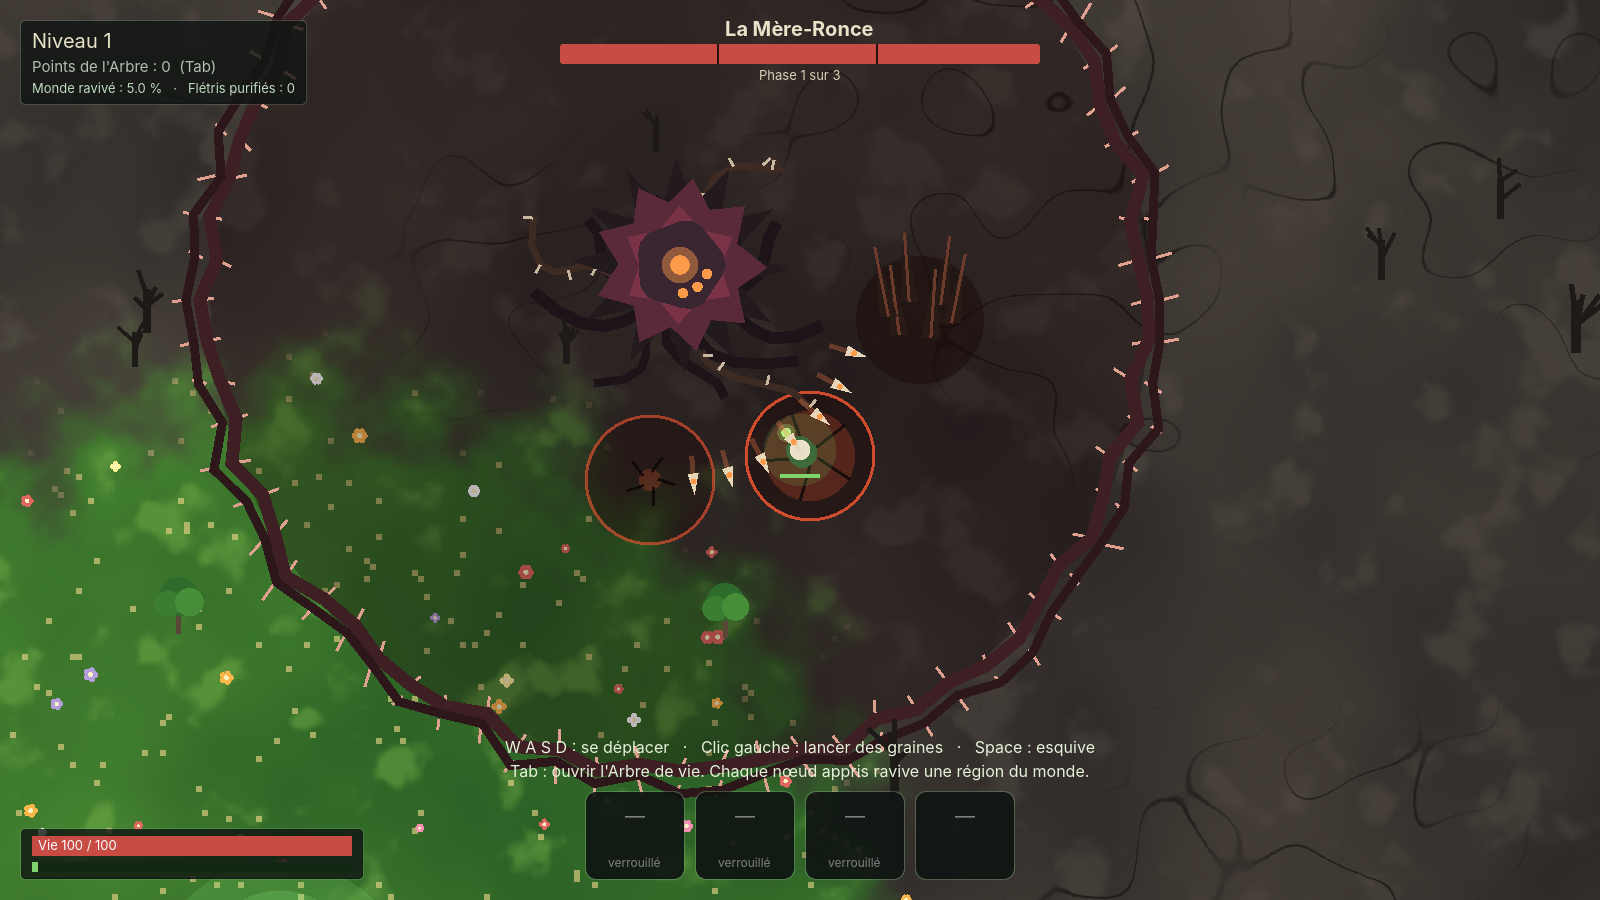 Niveau 1
Points de l'Arbre : 0 (Tab)
Monde ravivé : 5.0 % · Flétris purifiés : 0
La Mère-Ronce
Phase 1 sur 3
W A S D : se déplacer · Clic gauche : lancer des graines · Space : esquive
Tab : ouvrir l'Arbre de vie. Chaque nœud appris ravive une région du monde.
— — — —
verrouillé verrouillé verrouillé
Vie 100 / 100